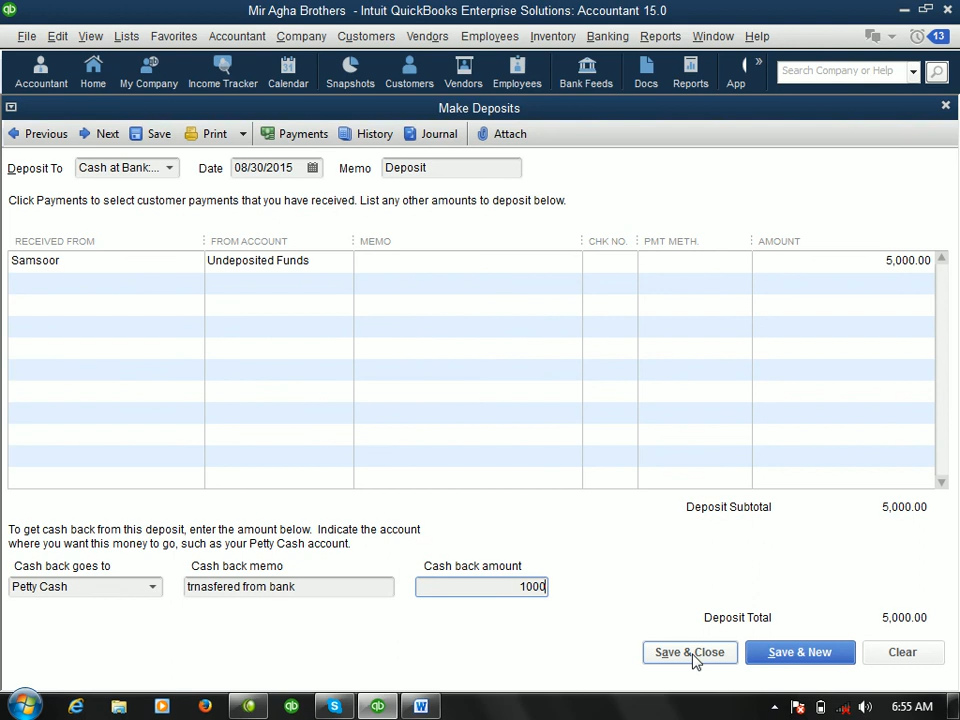 Mir Agha Brothers - Intuit QuickBooks Enterprise Solutions: Accountant 15.0
File Edit View Lists Favorites Accountant Company Customers Vendors Employees Inventory Banking Reports Window Help 13
Accountant Home My Company Income Tracker Calendar Snapshots Customers Vendors Employees Bank Feeds Docs Reports App » Search Company or Help
Make Deposits
Previous Next Save Print Payments History Journal Attach
Deposit To Cash at Bank:... Date 08/30/2015 Memo Deposit
Click Payments to select customer payments that you have received. List any other amounts to deposit below.
RECEIVED FROM FROM ACCOUNT MEMO CHK NO. PMT METH. AMOUNT
Samsoor Undeposited Funds 5,000.00
Deposit Subtotal 5,000.00
To get cash back from this deposit, enter the amount below. Indicate the account
where you want this money to go, such as your Petty Cash account.
Cash back goes to Cash back memo Cash back amount
Petty Cash trnasfered from bank 1000
Deposit Total 5,000.00
Save & Close Save & New Clear
6:55 AM